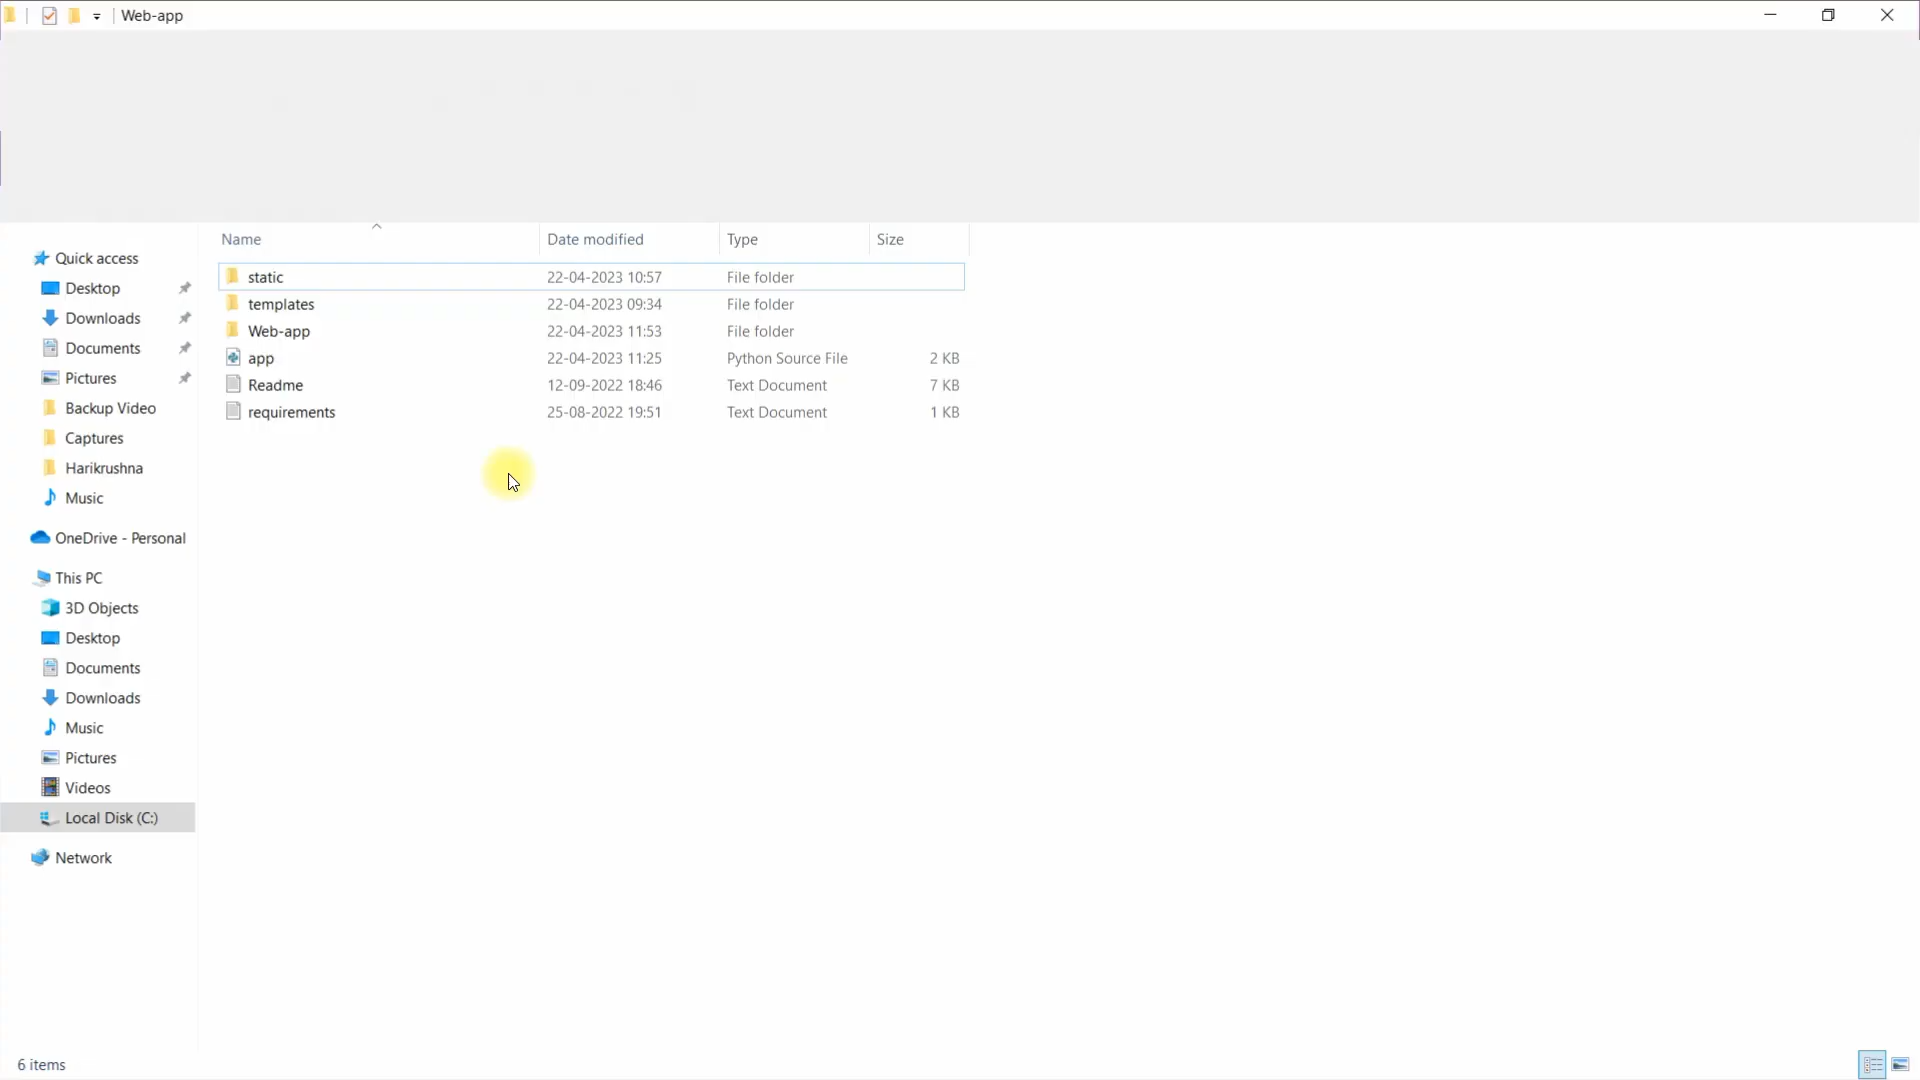 Web-app
Name Date modified Type Size
static 22-04-2023 10:57 File folder
templates 22-04-2023 09:34 File folder
Web-app 22-04-2023 11:53 File folder
app 22-04-2023 11:25 Python Source File 2 KB
Readme 12-09-2022 18:46 Text Document 7 KB
requirements 25-08-2022 19:51 Text Document 1 KB
Quick access
Desktop
Downloads
Documents
Pictures
Backup Video
Captures
Harikrushna
Music
OneDrive - Personal
This PC
3D Objects
Desktop
Documents
Downloads
Music
Pictures
Videos
Local Disk (C:)
Network
6 items